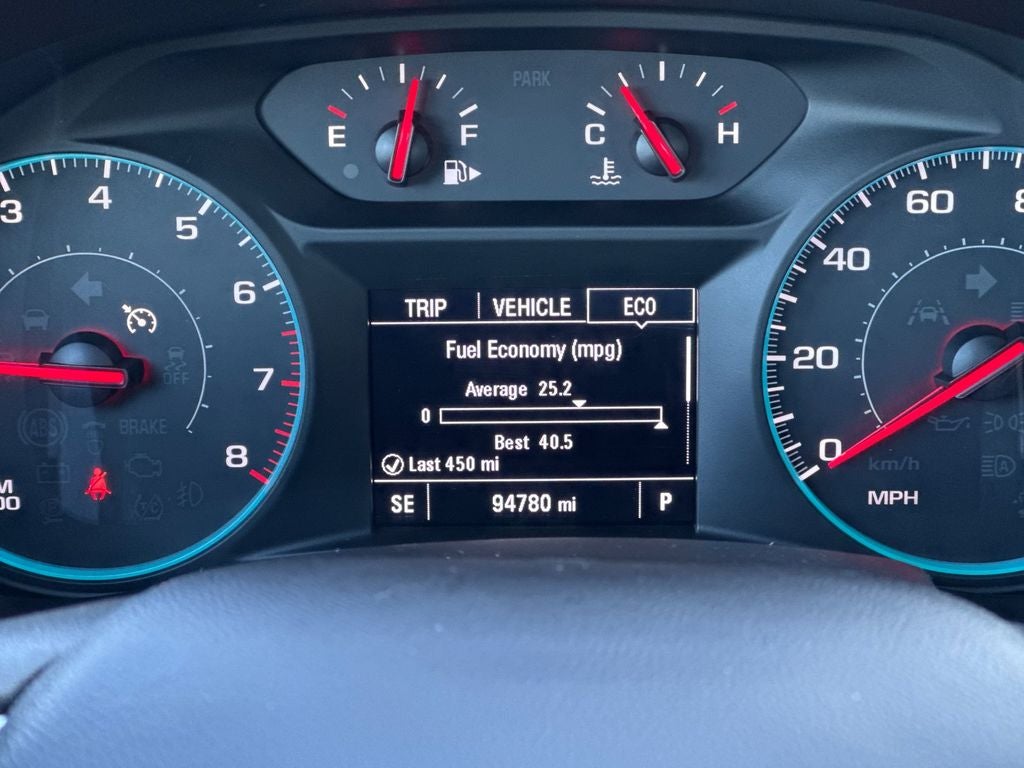 PARK
E F
C H
3 4 5 6 7 8
20 40 60
0
km/h
MPH
ABS
BRAKE
OFF
TRIP VEHICLE ECO
Fuel Economy (mpg)
Average 25.2
0
Best 40.5
Last 450 mi
SE 94780 mi P